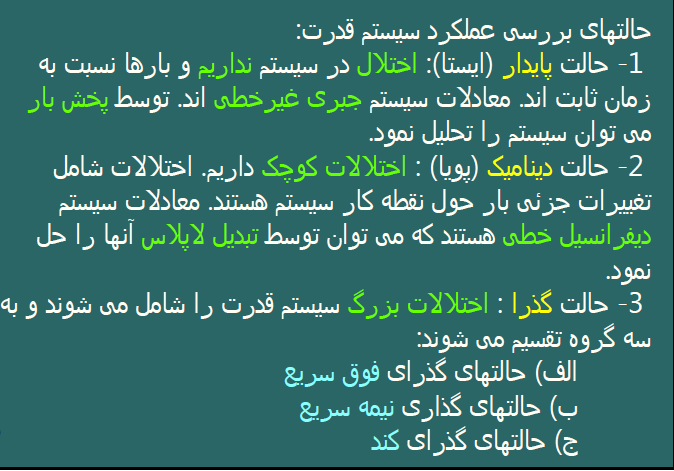 حالتهای بررسی عملکرد سیستم قدرت:
1- حالت پایدار (ایستا): اختلال در سیستم نداریم و بارها نسبت به
زمان ثابت اند. معادلات سیستم جبری غیرخطی اند. توسط پخش بار
می توان سیستم را تحلیل نمود.
2- حالت دینامیک (پویا) : اختلالات کوچک داریم. اختلالات شامل
تغییرات جزئی بار حول نقطه کار سیستم هستند. معادلات سیستم
دیفرانسیل خطی هستند که می توان توسط تبدیل لاپلاس آنها را حل
نمود.
3- حالت گذرا : اختلالات بزرگ سیستم قدرت را شامل می شوند و به
سه گروه تقسیم می شوند:
الف) حالتهای گذرای فوق سریع
ب) حالتهای گذاری نیمه سریع
ج) حالتهای گذرای کند